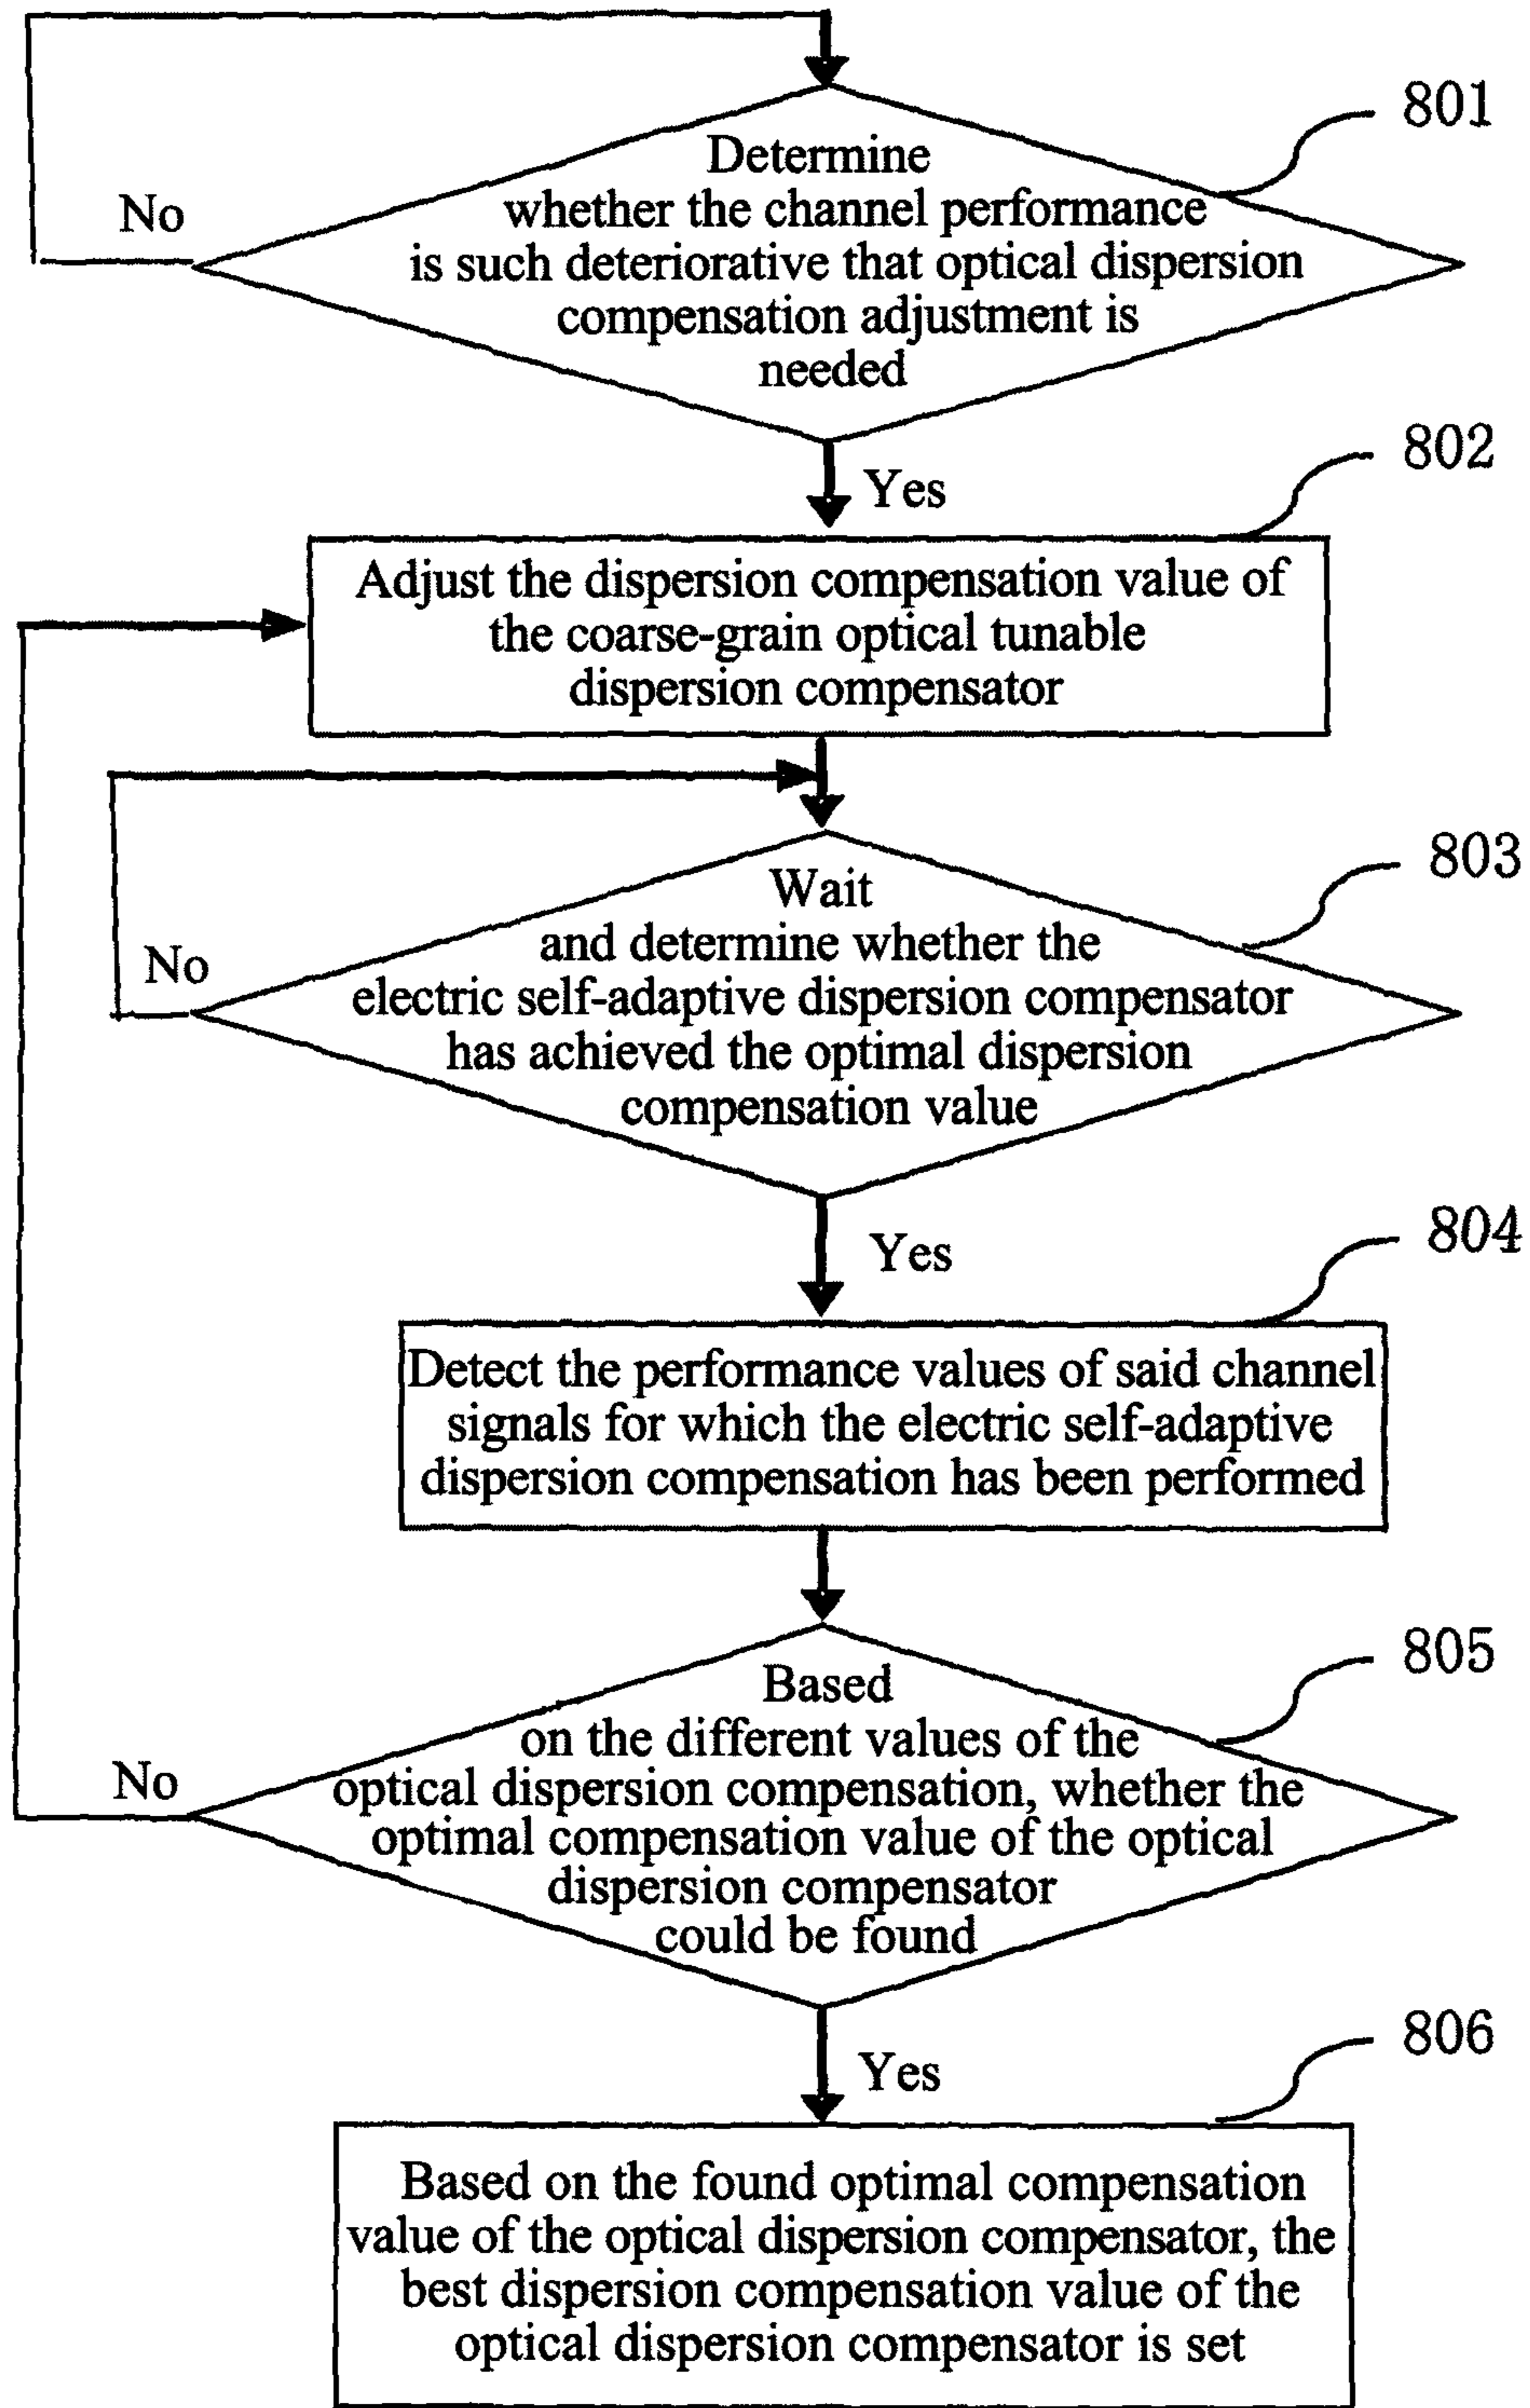 801
Determine
whether the channel performance
is such deteriorative that optical dispersion
compensation adjustment is
needed
No
Yes
802
Adjust the dispersion compensation value of
the coarse-grain optical tunable
dispersion compensator
803
Wait
and determine whether the
electric self-adaptive dispersion compensator
has achieved the optimal dispersion
compensation value
No
Yes
804
Detect the performance values of said channel
signals for which the electric self-adaptive
dispersion compensation has been performed
805
Based
on the different values of the
optical dispersion compensation, whether the
optimal compensation value of the optical
dispersion compensator
could be found
No
Yes
806
Based on the found optimal compensation
value of the optical dispersion compensator, the
best dispersion compensation value of the
optical dispersion compensator is set